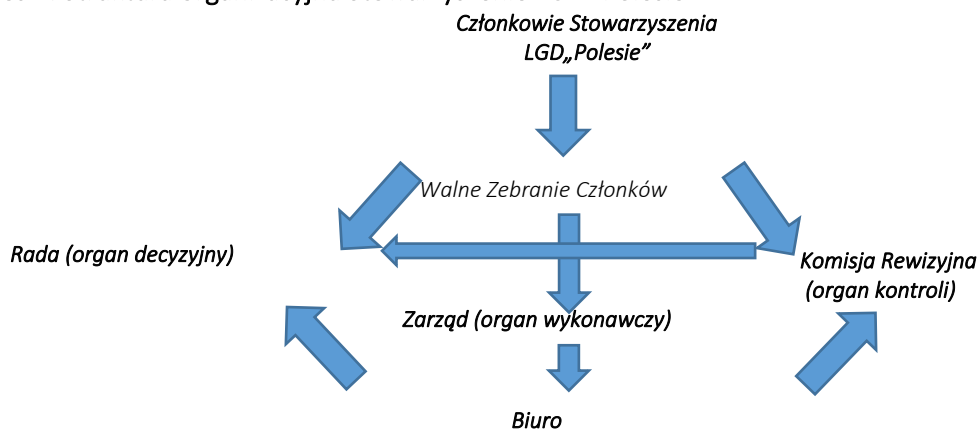 Członkowie Stowarzyszenia
LGD„Polesie”
Walne Zebranie Członków
Rada (organ decyzyjny)
Komisja Rewizyjna
(organ kontroli)
Zarząd (organ wykonawczy)
Biuro